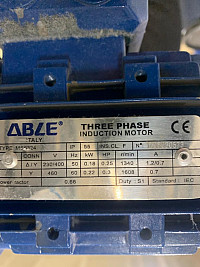 ABLE
ITALY
THREE PHASE
INDUCTION MOTOR
CE
TYPE IP 55 INS.CL. F N°
CONN V Hz kW HP r/min A
Δ / Y 230/400 50 0.18 0.25 1340 1.2/0.7
Y 460 60 0.22 0.3 1608 0.7
Power factor 0.66 Duty : S1 Standard : IEC